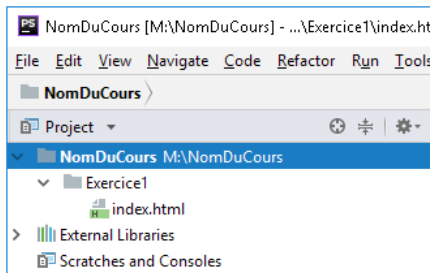 PS NomDuCours [M:\NomDuCours] - ...\Exercice1\index.ht
File Edit View Navigate Code Refactor Run Tools
NomDuCours
Project
NomDuCours M:\NomDuCours
Exercice1
H index.html
External Libraries
Scratches and Consoles